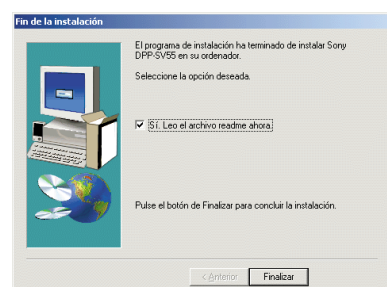 Fin de la instalación
El programa de instalación ha terminado de instalar Sony
DPP-SV55 en su ordenador.
Seleccione la opción deseada.
Sí. Leo el archivo readme ahora.
Pulse el botón de Finalizar para concluir la instalación.
< Anterior
Finalizar